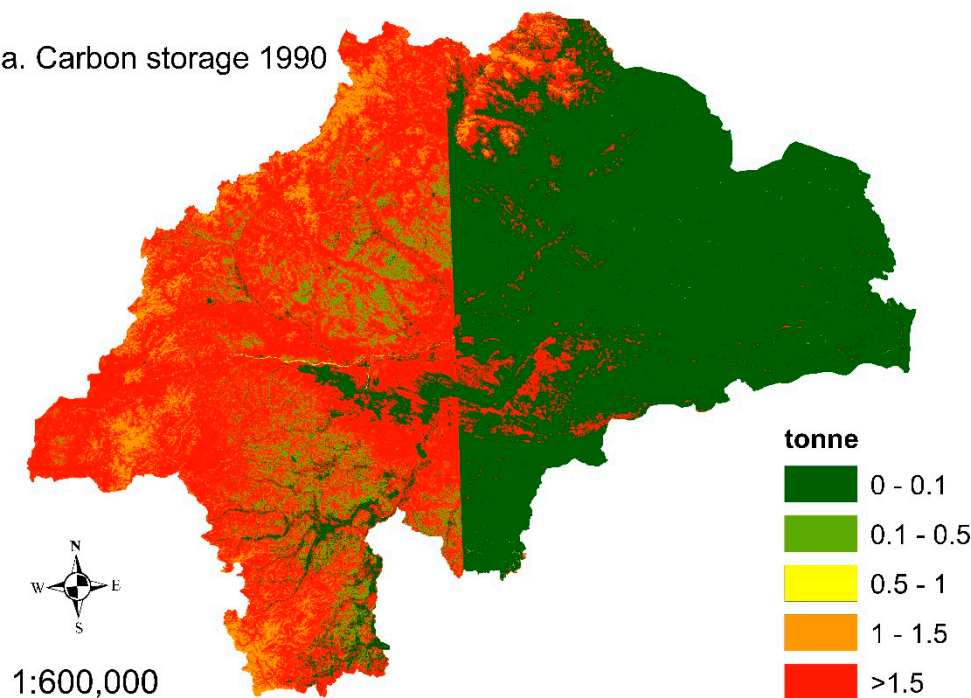 a. Carbon storage 1990
tonne
0 - 0.1
0.1 - 0.5
0.5 - 1
1 - 1.5
>1.5
N
W E
S
1:600,000